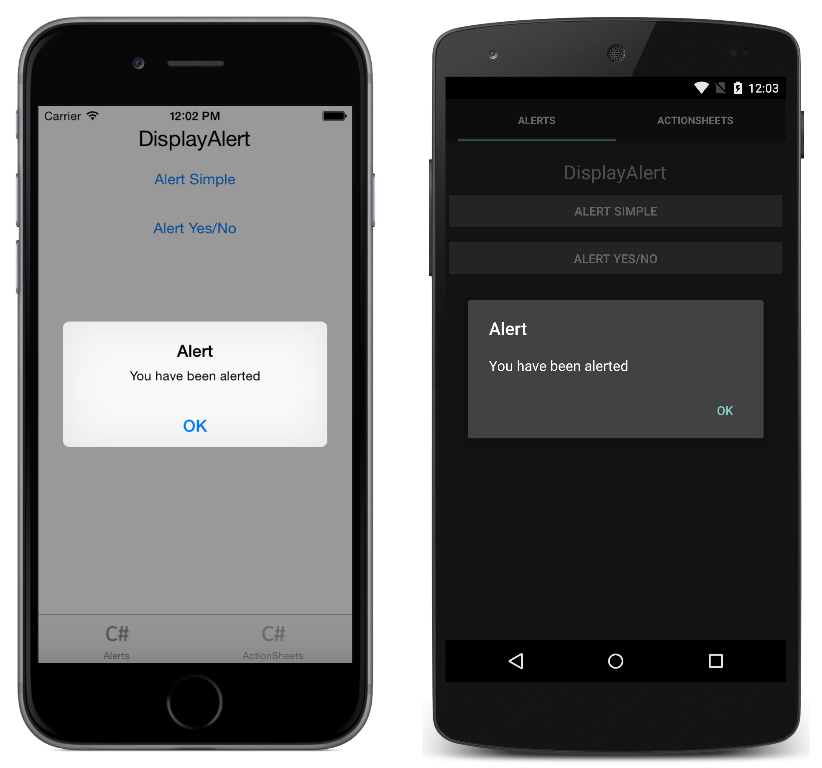 Carrier 12:02 PM
DisplayAlert
Alert Simple
Alert Yes/No
Alert
You have been alerted
OK
C# C#
Alerts ActionSheets
12:03
ALERTS ACTIONSHEETS
DisplayAlert
ALERT SIMPLE
ALERT YES/NO
Alert
You have been alerted
OK